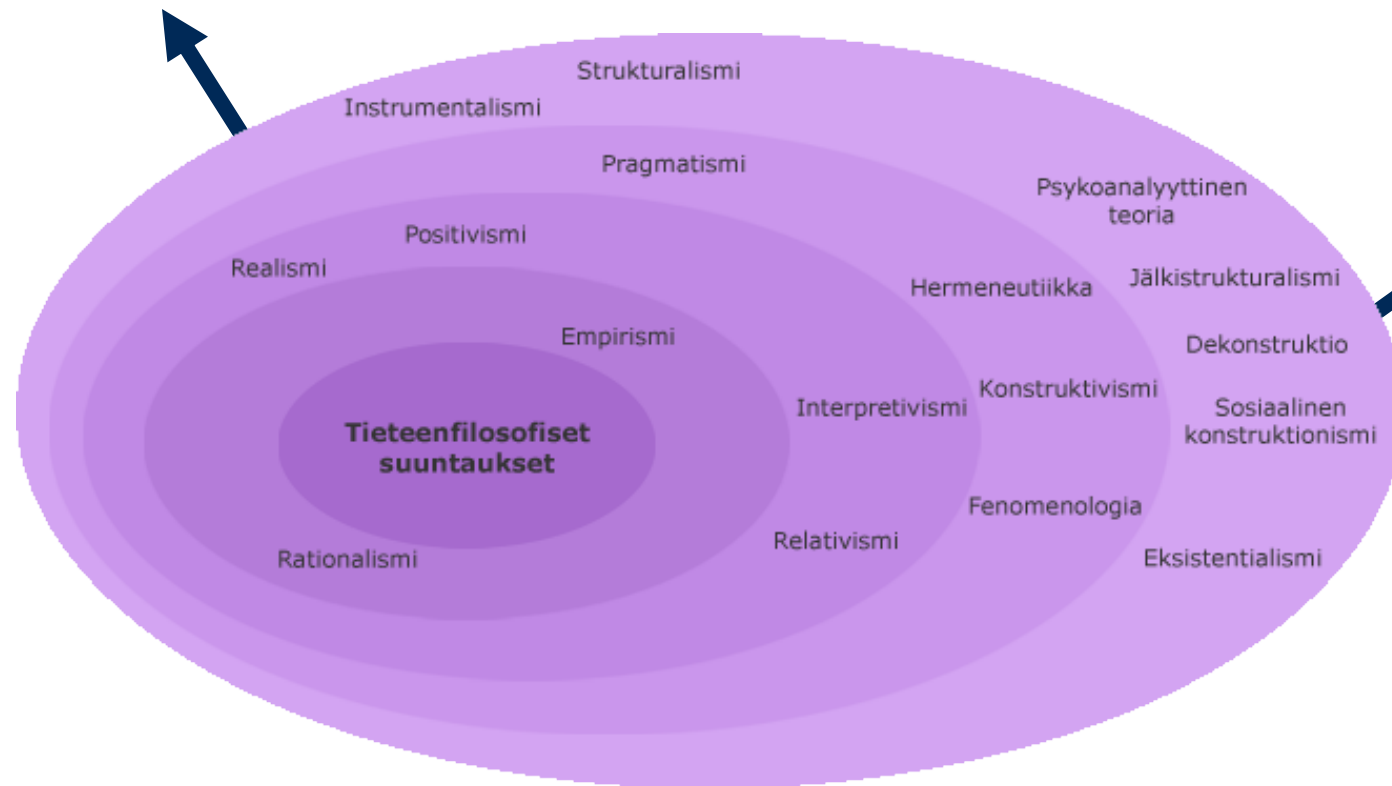 Strukturalismi
Instrumentalismi
Pragmatismi
Psykoanalyyttinen
teoria
Positivismi
Realismi
Hermeneutiikka
Jälkistrukturalismi
Empirismi
Dekonstruktio
Konstruktivismi
Interpretivismi
Sosiaalinen
konstruktionismi
Tieteenfilosofiset
suuntaukset
Fenomenologia
Relativismi
Rationalismi
Eksistentialismi